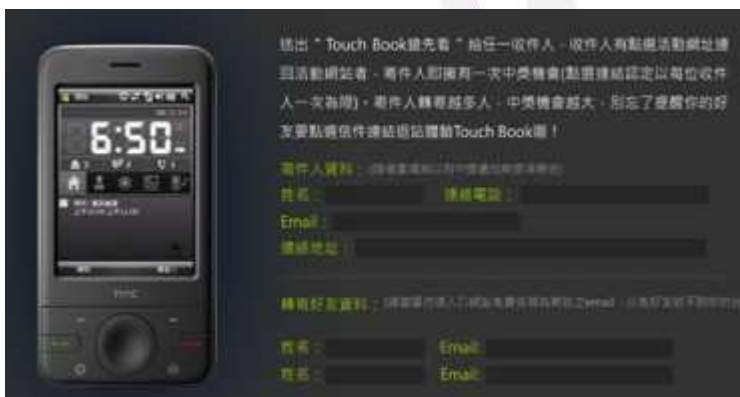 送出 " Touch Book搶先看 " 給任一收件人,收件人有點選活動網址連
回活動網站者,寄件人即擁有一次中獎機會(點選連結認定以每位收件
人一次為限)。寄件人轉寄越多人,中獎機會越大,別忘了提醒你的好
友要點選信件連結返站體驗Touch Book喔!
寄件人資料:
姓名: 連絡電話:
Email:
連絡地址:
轉寄好友資料:
姓名: Email:
姓名: Email:
6:50
htc